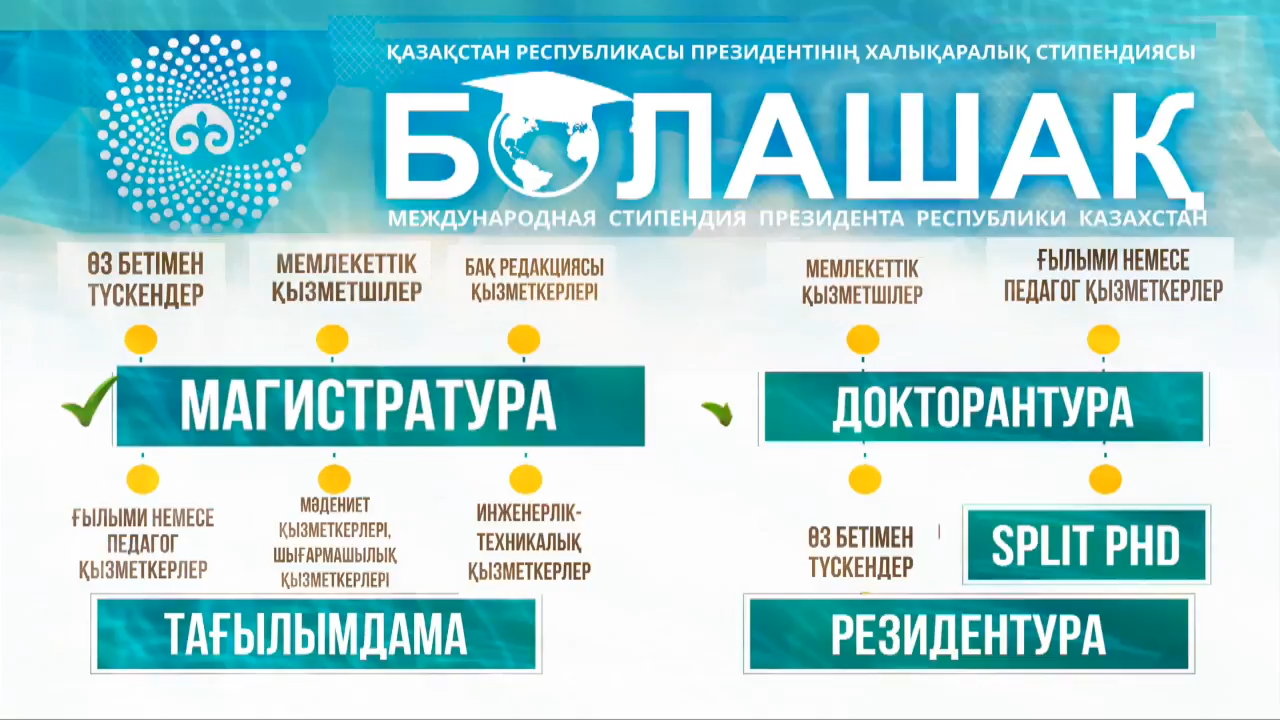 ҚАЗАҚСТАН РЕСПУБЛИКАСЫ ПРЕЗИДЕНТІНІҢ ХАЛЫҚАРАЛЫҚ СТИПЕНДИЯСЫ
БОЛАШАҚ
МЕЖДУНАРОДНАЯ СТИПЕНДИЯ ПРЕЗИДЕНТА РЕСПУБЛИКИ КАЗАХСТАН
ӨЗ БЕТІМЕН
ТҮСКЕНДЕР
МЕМЛЕКЕТТІК
ҚЫЗМЕТШІЛЕР
БАҚ РЕДАКЦИЯСЫ
ҚЫЗМЕТКЕРЛЕРІ
МАГИСТРАТУРА
ҒЫЛЫМИ НЕМЕСЕ
ПЕДАГОГ
ҚЫЗМЕТКЕРЛЕР
МӘДЕНИЕТ
ҚЫЗМЕТКЕРЛЕРІ,
ШЫҒАРМАШЫЛЫҚ
ҚЫЗМЕТКЕРЛЕРІ
ИНЖЕНЕРЛІК-
ТЕХНИКАЛЫҚ
ҚЫЗМЕТКЕРЛЕР
ТАҒЫЛЫМДАМА
МЕМЛЕКЕТТІК
ҚЫЗМЕТШІЛЕР
ҒЫЛЫМИ НЕМЕСЕ
ПЕДАГОГ ҚЫЗМЕТКЕРЛЕР
ДОКТОРАНТУРА
ӨЗ БЕТІМЕН
ТҮСКЕНДЕР
SPLIT PHD
РЕЗИДЕНТУРА